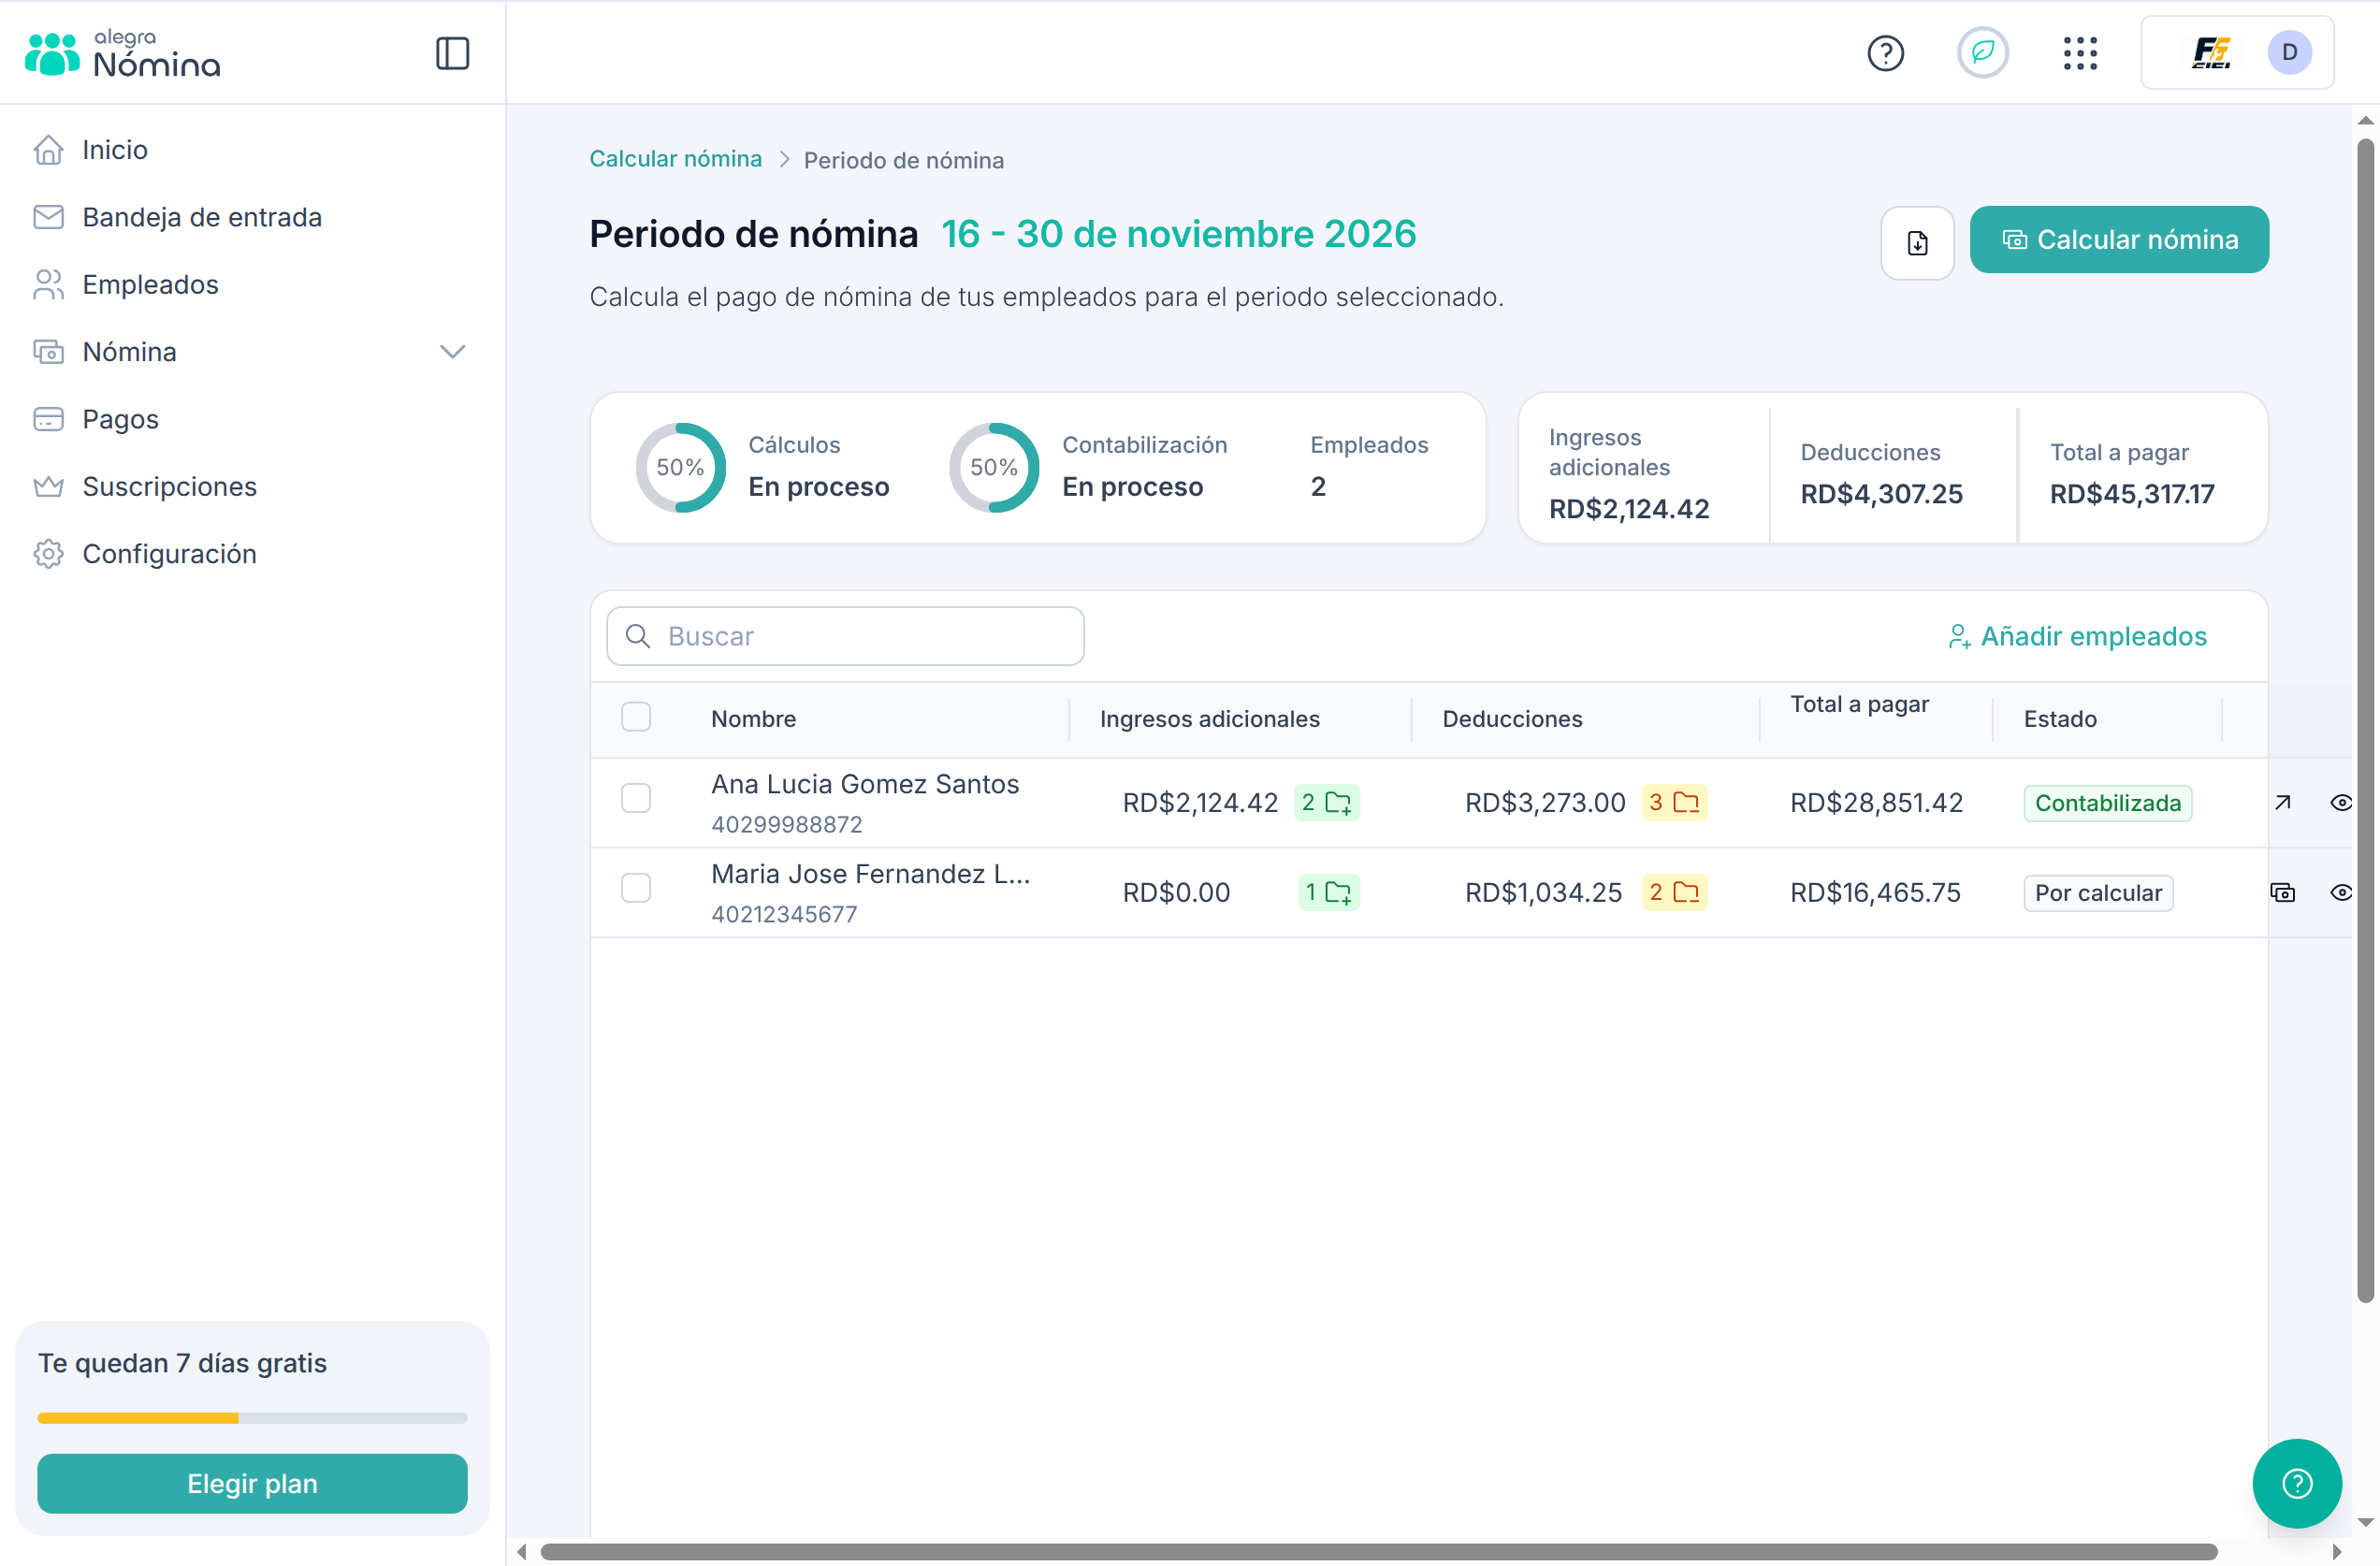 alegra
Nómina
D
Inicio
Bandeja de entrada
Empleados
Nómina
Pagos
Suscripciones
Configuración
Te quedan 7 días gratis
Elegir plan
Calcular nómina > Periodo de nómina
Periodo de nómina 16 - 30 de noviembre 2026
Calcular nómina
Calcula el pago de nómina de tus empleados para el periodo seleccionado.
50%
Cálculos
En proceso
50%
Contabilización
En proceso
Empleados
2
Ingresos
adicionales
RD$2,124.42
Deducciones
RD$4,307.25
Total a pagar
RD$45,317.17
Buscar
Añadir empleados
Nombre Ingresos adicionales Deducciones Total a pagar Estado
Ana Lucia Gomez Santos
40299988872
RD$2,124.42 2 RD$3,273.00 3 RD$28,851.42 Contabilizada
Maria Jose Fernandez L...
40212345677
RD$0.00 1 RD$1,034.25 2 RD$16,465.75 Por calcular